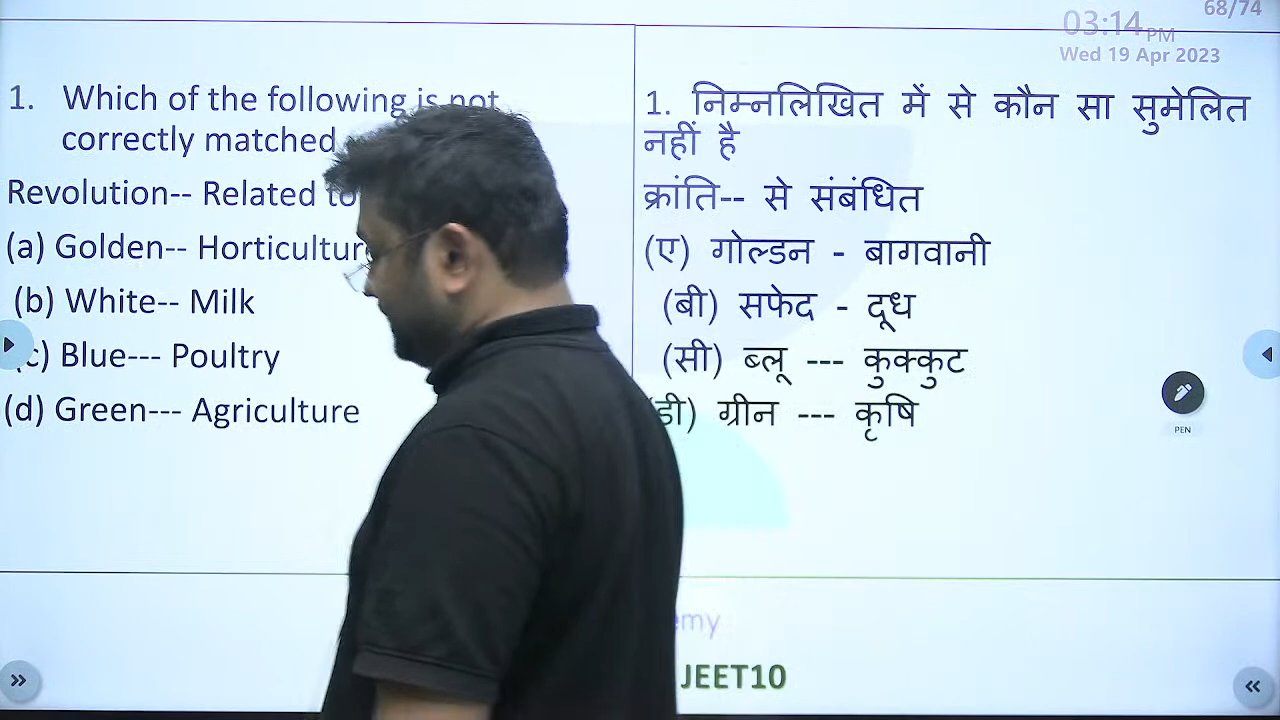 68/74
03:14 PM
Wed 19 Apr 2023
1. Which of the following is not
correctly matched
Revolution-- Related to
(a) Golden-- Horticulture
(b) White-- Milk
c) Blue--- Poultry
(d) Green--- Agriculture
1. निम्नलिखित में से कौन सा सुमेलित
नहीं है
क्रांति-- से संबंधित
(ए) गोल्डन - बागवानी
(बी) सफेद - दूध
(सी) ब्लू --- कुक्कुट
डी) ग्रीन --- कृषि
PEN
JEET10